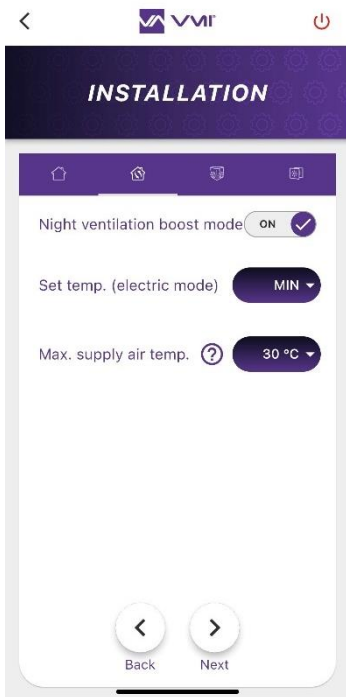 VMI
INSTALLATION
Night ventilation boost mode ON
Set temp. (electric mode) MIN
Max. supply air temp. ? 30 °C
Back Next